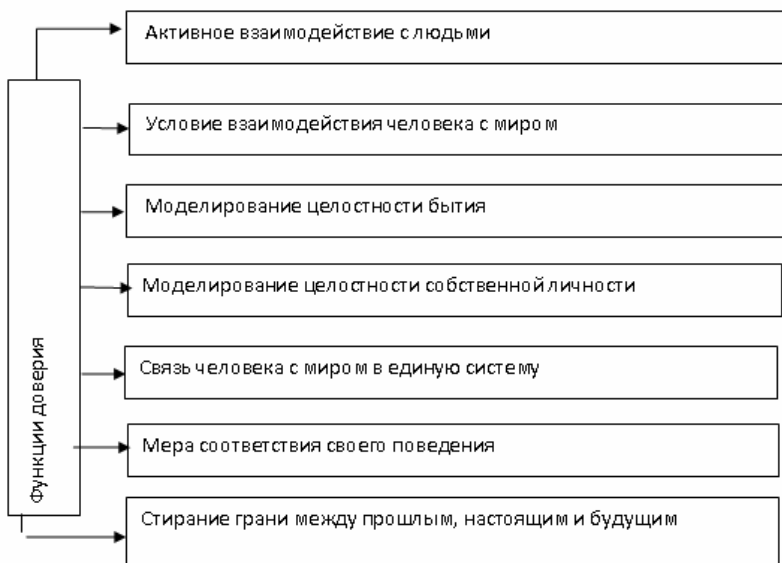 Функции доверия
Активное взаимодействие с людьми
Условие взаимодействия человека с миром
Моделирование целостности бытия
Моделирование целостности собственной личности
Связь человека с миром в единую систему
Мера соответствия своего поведения
Стирание грани между прошлым, настоящим и будущим